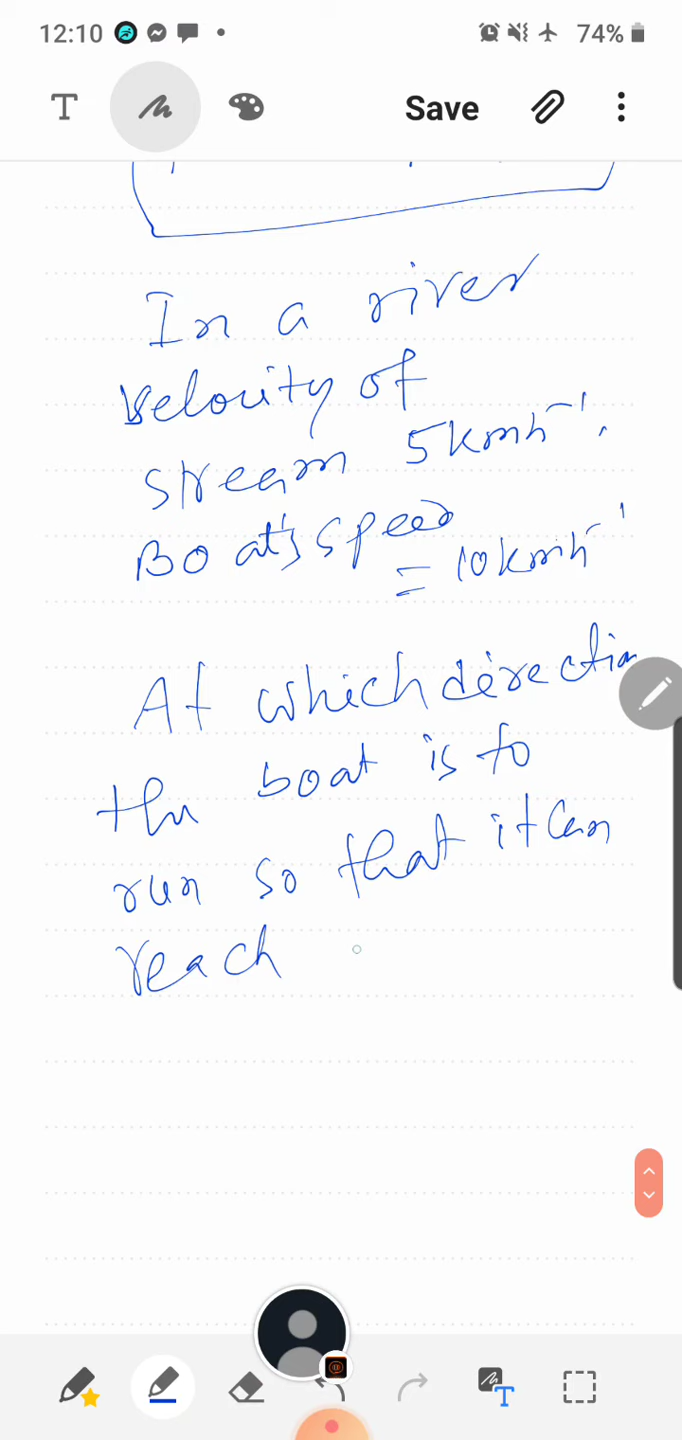 12:10
74%
T
Save
In a river
velocity of
stream 5kmh⁻¹.
Boat's speed
= 10kmh⁻¹
At which direction
the boat is to
run so that it can
reach
T